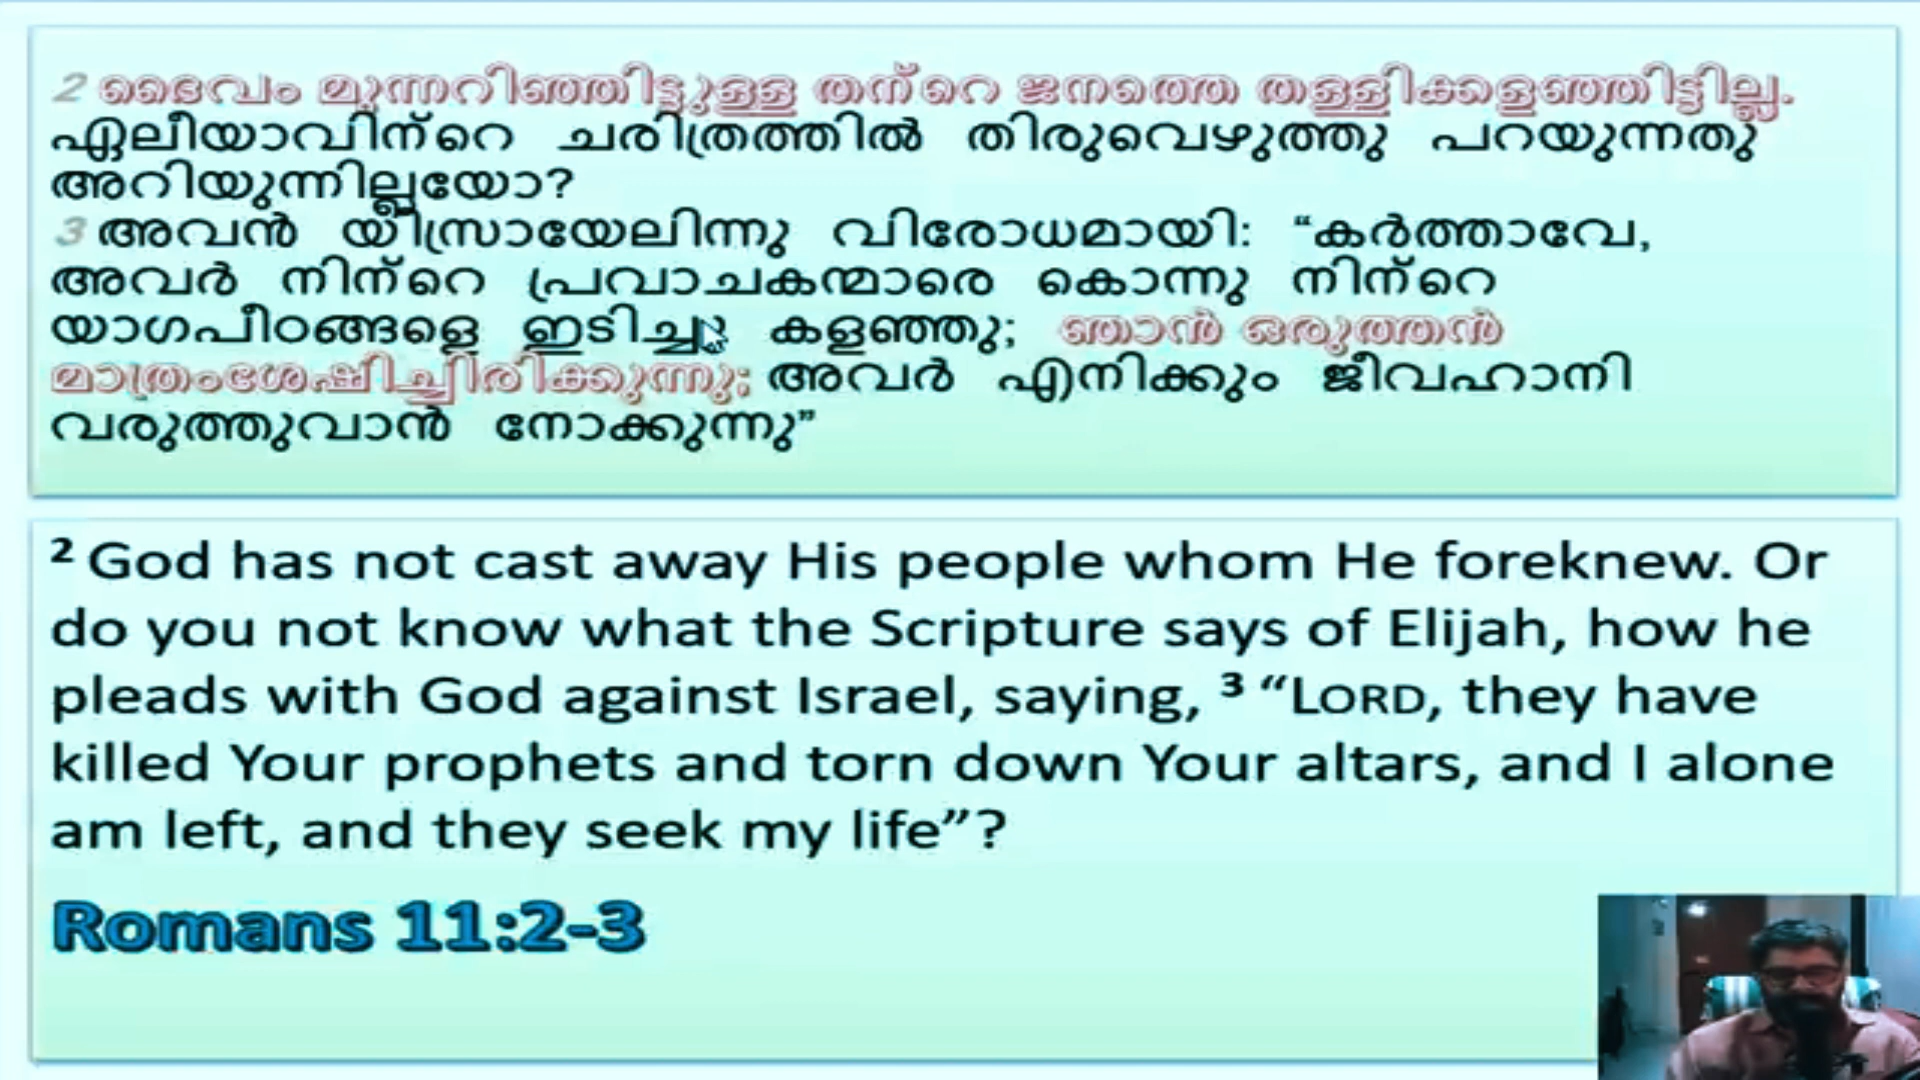 2 ദൈവം മുന്നറിഞ്ഞിട്ടുള്ള തന്റെ ജനത്തെ തള്ളിക്കളഞ്ഞിട്ടില്ല.
ഏലീയാവിന്റെ ചരിത്രത്തിൽ തിരുവെഴുത്തു പറയുന്നതു
അറിയുന്നില്ലയോ?
3 അവൻ യിസ്രായേലിന്നു വിരോധമായി: “കർത്താവേ,
അവർ നിന്റെ പ്രവാചകന്മാരെ കൊന്നു നിന്റെ
യാഗപീഠങ്ങളെ ഇടിച്ചു കളഞ്ഞു; ഞാൻ ഒരുത്തൻ
മാത്രംശേഷിച്ചിരിക്കുന്നു; അവർ എനിക്കും ജീവഹാനി
വരുത്തുവാൻ നോക്കുന്നു”
2 God has not cast away His people whom He foreknew. Or
do you not know what the Scripture says of Elijah, how he
pleads with God against Israel, saying, 3 “LORD, they have
killed Your prophets and torn down Your altars, and I alone
am left, and they seek my life”?
Romans 11:2-3